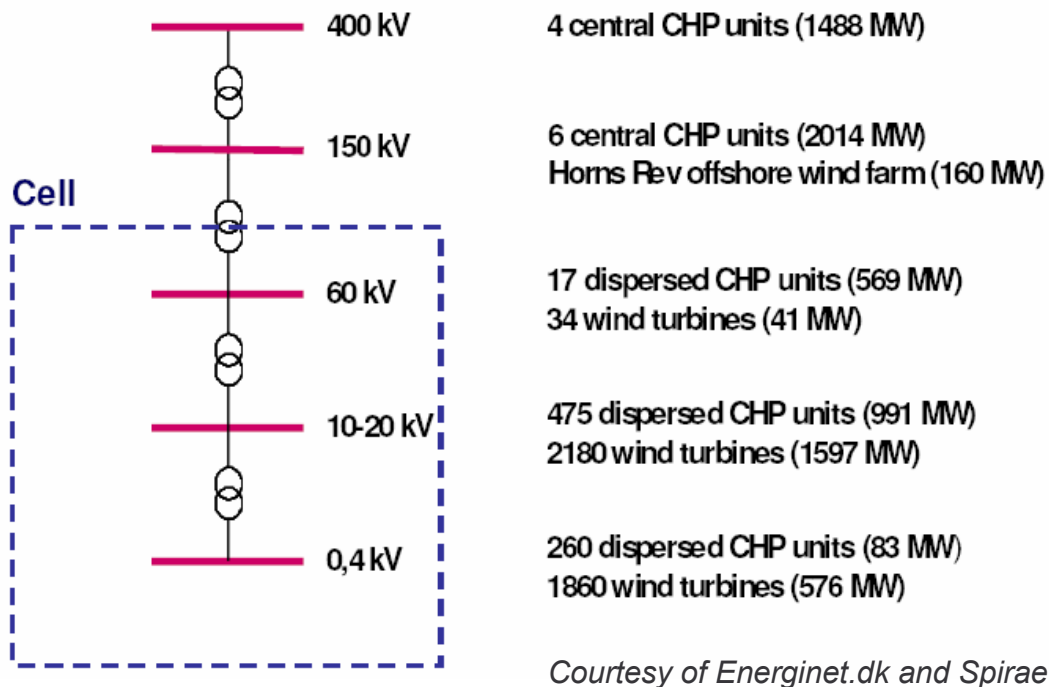 400 kV 4 central CHP units (1488 MW)
150 kV 6 central CHP units (2014 MW)
Horns Rev offshore wind farm (160 MW)
Cell
60 kV 17 dispersed CHP units (569 MW)
34 wind turbines (41 MW)
10-20 kV 475 dispersed CHP units (991 MW)
2180 wind turbines (1597 MW)
0,4 kV 260 dispersed CHP units (83 MW)
1860 wind turbines (576 MW)
Courtesy of Energinet.dk and Spirae